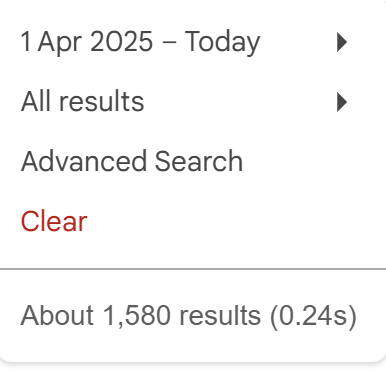 1 Apr 2025 – Today
All results
Advanced Search
Clear
About 1,580 results (0.24s)